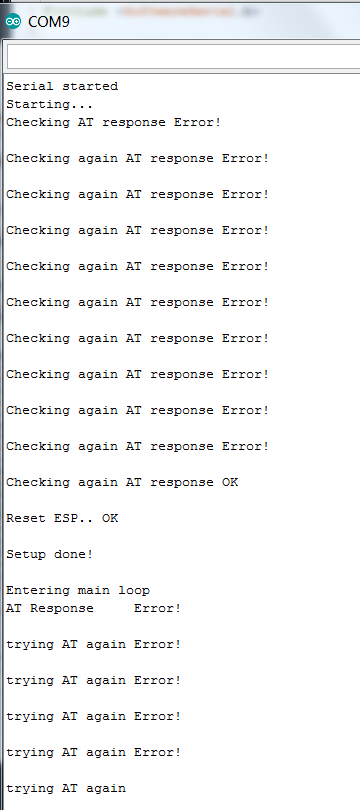 COM9
Serial started
Starting...
Checking AT response Error!
Checking again AT response Error!
Checking again AT response Error!
Checking again AT response Error!
Checking again AT response Error!
Checking again AT response Error!
Checking again AT response Error!
Checking again AT response Error!
Checking again AT response Error!
Checking again AT response Error!
Checking again AT response OK
Reset ESP.. OK
Setup done!
Entering main loop
AT Response     Error!
trying AT again Error!
trying AT again Error!
trying AT again Error!
trying AT again Error!
trying AT again